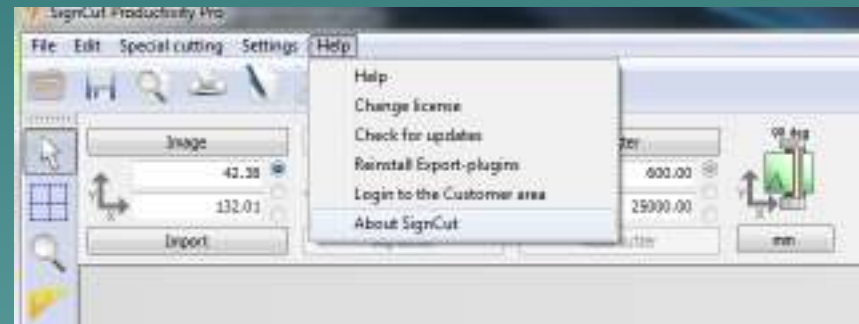 SignCut Productivity Pro
File Edit Special cutting Settings Help
Help
Change license
Check for updates
Reinstall Export-plugins
Login to the Customer area
About SignCut
Image
42.38
132.01
Import
600.00
25000.00
mm